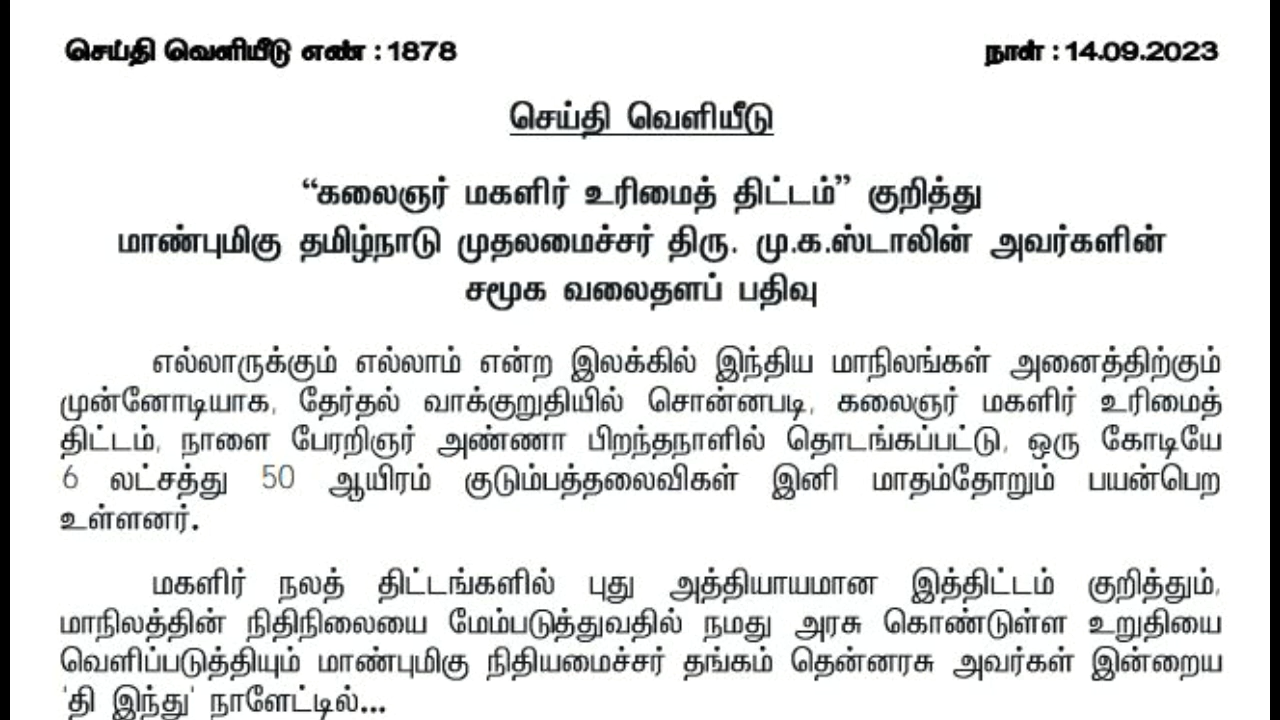 செய்தி வெளியீடு எண் : 1878 நாள் : 14.09.2023
செய்தி வெளியீடு
“கலைஞர் மகளிர் உரிமைத் திட்டம்” குறித்து
மாண்புமிகு தமிழ்நாடு முதலமைச்சர் திரு. மு.க.ஸ்டாலின் அவர்களின்
சமூக வலைதளப் பதிவு
எல்லாருக்கும் எல்லாம் என்ற இலக்கில் இந்திய மாநிலங்கள் அனைத்திற்கும்
முன்னோடியாக, தேர்தல் வாக்குறுதியில் சொன்னபடி, கலைஞர் மகளிர் உரிமைத்
திட்டம், நாளை பேரறிஞர் அண்ணா பிறந்தநாளில் தொடங்கப்பட்டு, ஒரு கோடியே
6 லட்சத்து 50 ஆயிரம் குடும்பத்தலைவிகள் இனி மாதம்தோறும் பயன்பெற
உள்ளனர்.
மகளிர் நலத் திட்டங்களில் புது அத்தியாயமான இத்திட்டம் குறித்தும்,
மாநிலத்தின் நிதிநிலையை மேம்படுத்துவதில் நமது அரசு கொண்டுள்ள உறுதியை
வெளிப்படுத்தியும் மாண்புமிகு நிதியமைச்சர் தங்கம் தென்னரசு அவர்கள் இன்றைய
'தி இந்து' நாளேட்டில்...